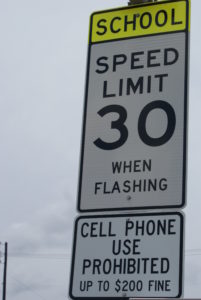 SCHOOL
SPEED
LIMIT
30
WHEN
FLASHING
CELL PHONE
USE
PROHIBITED
UP TO $200 FINE